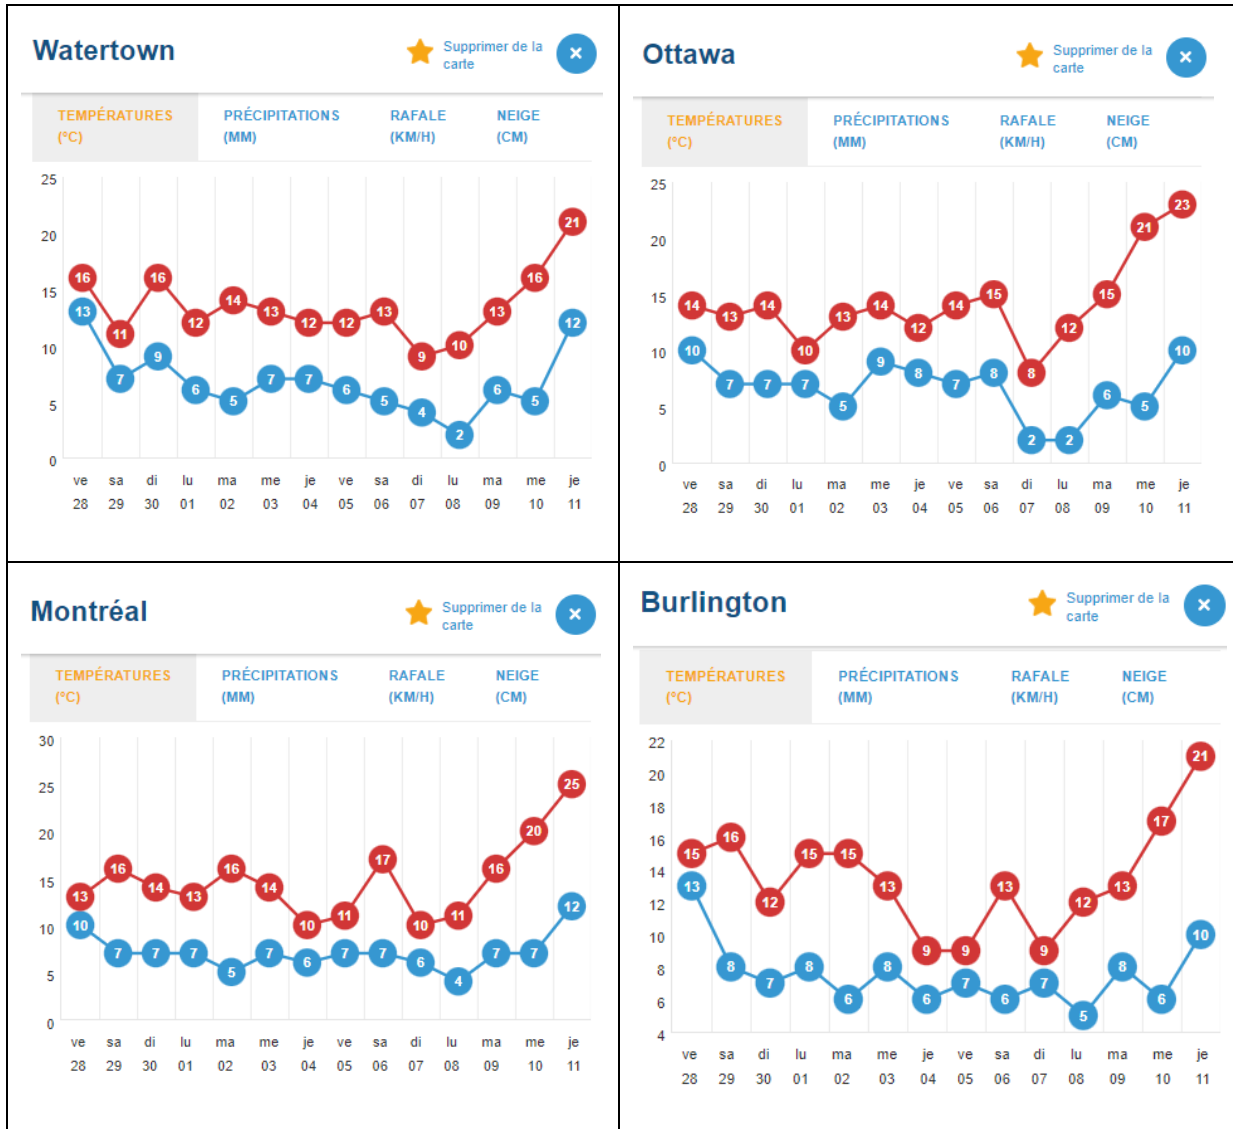 Watertown
Supprimer de la
carte
TEMPÉRATURES PRÉCIPITATIONS RAFALE NEIGE
(°C) (MM) (KM/H) (CM)
25
20
15
10
5
0
16 11 16 12 14 13 12 12 13 9 10 13 16 21
13 7 9 6 5 7 7 6 5 4 2 6 5 12
ve sa di lu ma me je ve sa di lu ma me je
28 29 30 01 02 03 04 05 06 07 08 09 10 11
Ottawa
Supprimer de la
carte
TEMPÉRATURES PRÉCIPITATIONS RAFALE NEIGE
(°C) (MM) (KM/H) (CM)
25
20
15
10
5
0
14 13 14 10 13 14 12 14 15 8 12 15 21 23
10 7 7 7 5 9 8 7 8 2 2 6 5 10
ve sa di lu ma me je ve sa di lu ma me je
28 29 30 01 02 03 04 05 06 07 08 09 10 11
Montréal
Supprimer de la
carte
TEMPÉRATURES PRÉCIPITATIONS RAFALE NEIGE
(°C) (MM) (KM/H) (CM)
30
25
20
15
10
5
0
13 16 14 13 16 14 10 11 17 10 11 16 20 25
10 7 7 7 5 7 6 7 7 6 4 7 7 12
ve sa di lu ma me je ve sa di lu ma me je
28 29 30 01 02 03 04 05 06 07 08 09 10 11
Burlington
Supprimer de la
carte
TEMPÉRATURES PRÉCIPITATIONS RAFALE NEIGE
(°C) (MM) (KM/H) (CM)
22
20
18
16
14
12
10
8
6
4
15 16 12 15 15 13 9 9 13 9 12 13 17 21
13 8 7 8 6 8 6 7 6 7 5 8 6 10
ve sa di lu ma me je ve sa di lu ma me je
28 29 30 01 02 03 04 05 06 07 08 09 10 11